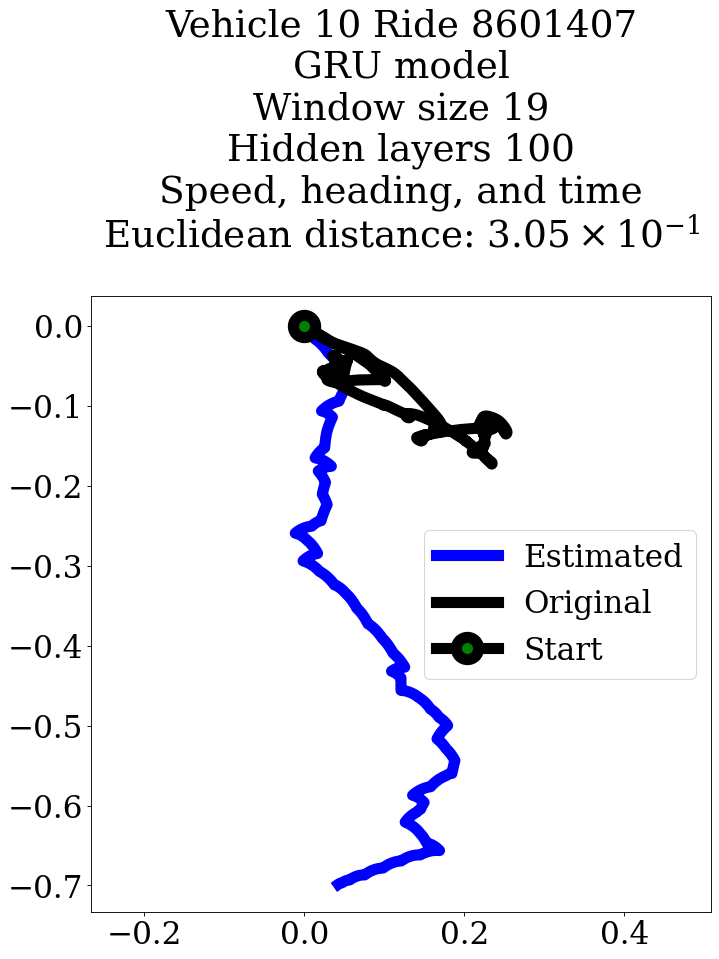 Vehicle 10 Ride 8601407
GRU model
Window size 19
Hidden layers 100
Speed, heading, and time
Euclidean distance: 3.05 × 10⁻¹
0.0
−0.1
−0.2
−0.3
−0.4
−0.5
−0.6
−0.7
Estimated
Original
Start
−0.2
0.0
0.2
0.4